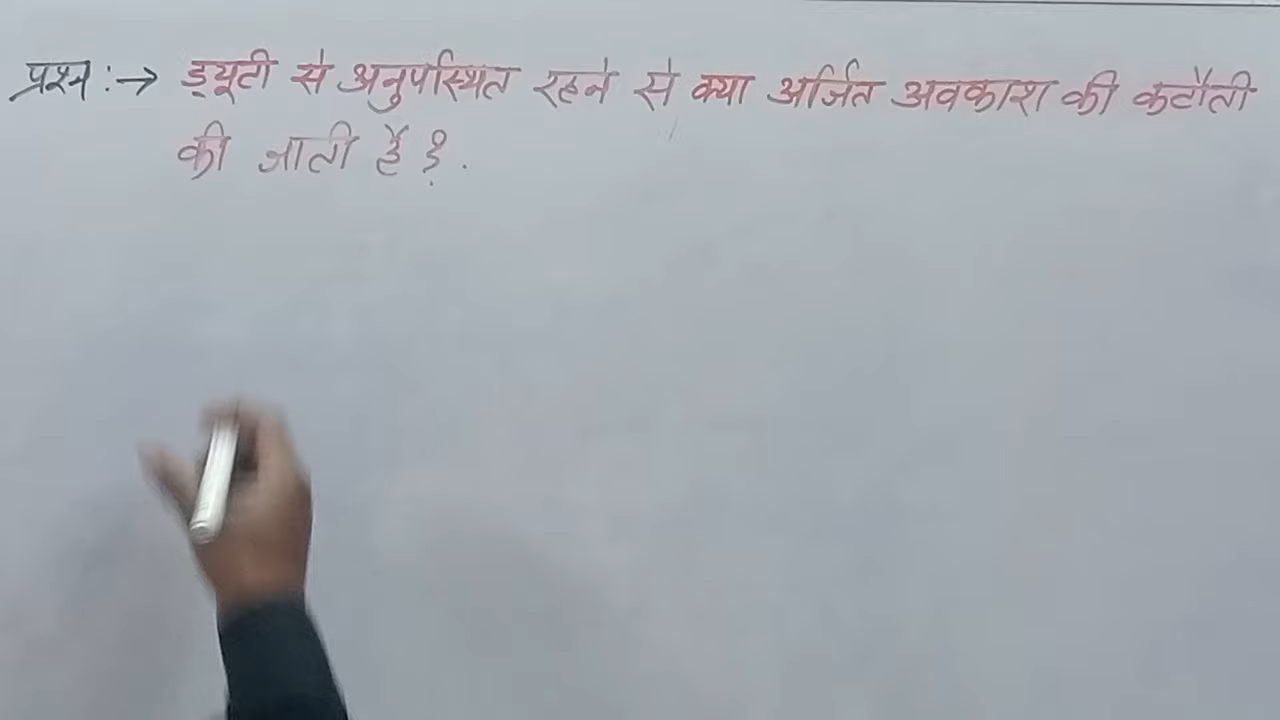 प्रश्न :→ ड्यूटी से अनुपस्थित रहने से क्या अर्जित अवकाश की कटौती
की जाती है ?.